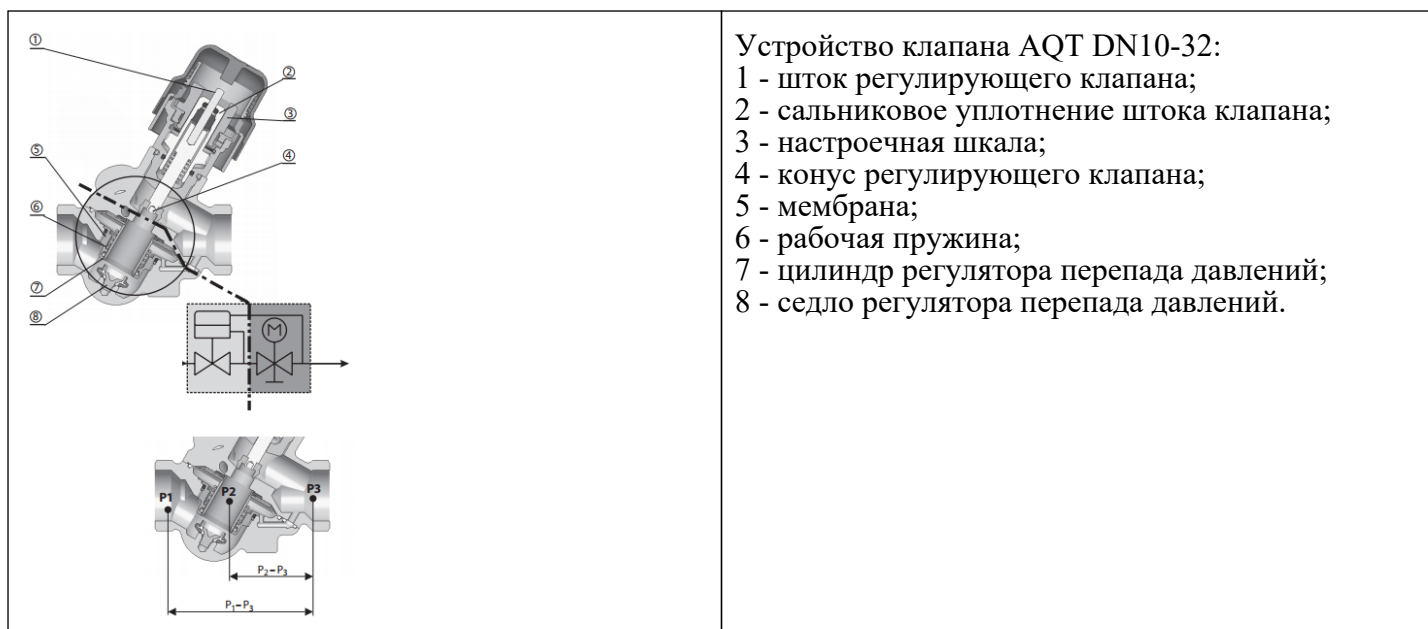 ①
②
③
④
⑤
⑥
⑦
⑧
M
P1
P2
P3
P₂–P₃
P₁–P₃
Устройство клапана AQT DN10-32:
1 - шток регулирующего клапана;
2 - сальниковое уплотнение штока клапана;
3 - настроечная шкала;
4 - конус регулирующего клапана;
5 - мембрана;
6 - рабочая пружина;
7 - цилиндр регулятора перепада давлений;
8 - седло регулятора перепада давлений.